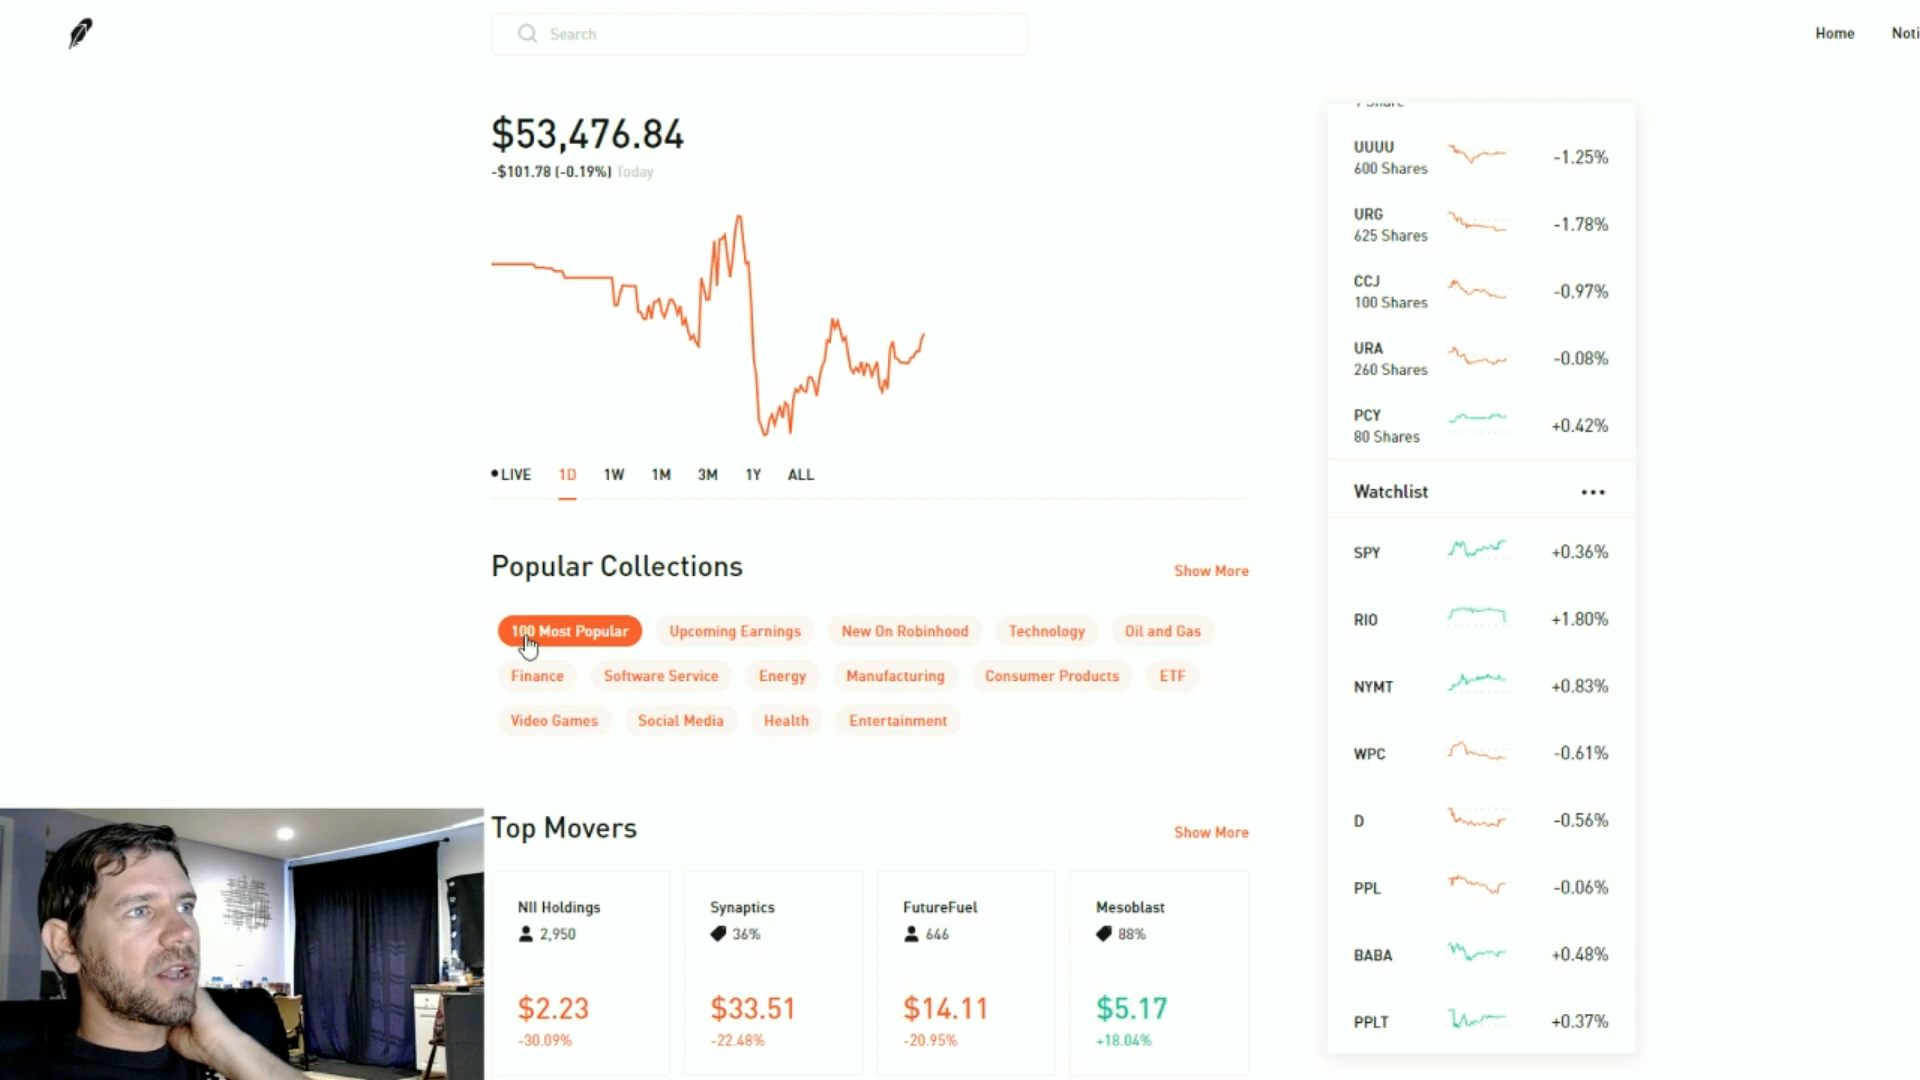 Search
Home
Noti
$53,476.84
-$101.78 (-0.19%) Today
LIVE 1D 1W 1M 3M 1Y ALL
Popular Collections
Show More
100 Most Popular
Upcoming Earnings
New On Robinhood
Technology
Oil and Gas
Finance
Software Service
Energy
Manufacturing
Consumer Products
ETF
Video Games
Social Media
Health
Entertainment
Top Movers
Show More
NII Holdings
2,950
$2.23
-30.09%
Synaptics
36%
$33.51
-22.48%
FutureFuel
646
$14.11
-20.95%
Mesoblast
88%
$5.17
+18.04%
1 Share
UUUU
600 Shares
-1.25%
URG
625 Shares
-1.78%
CCJ
100 Shares
-0.97%
URA
260 Shares
-0.08%
PCY
80 Shares
+0.42%
Watchlist
SPY
+0.36%
RIO
+1.80%
NYMT
+0.83%
WPC
-0.61%
D
-0.56%
PPL
-0.06%
BABA
+0.48%
PPLT
+0.37%